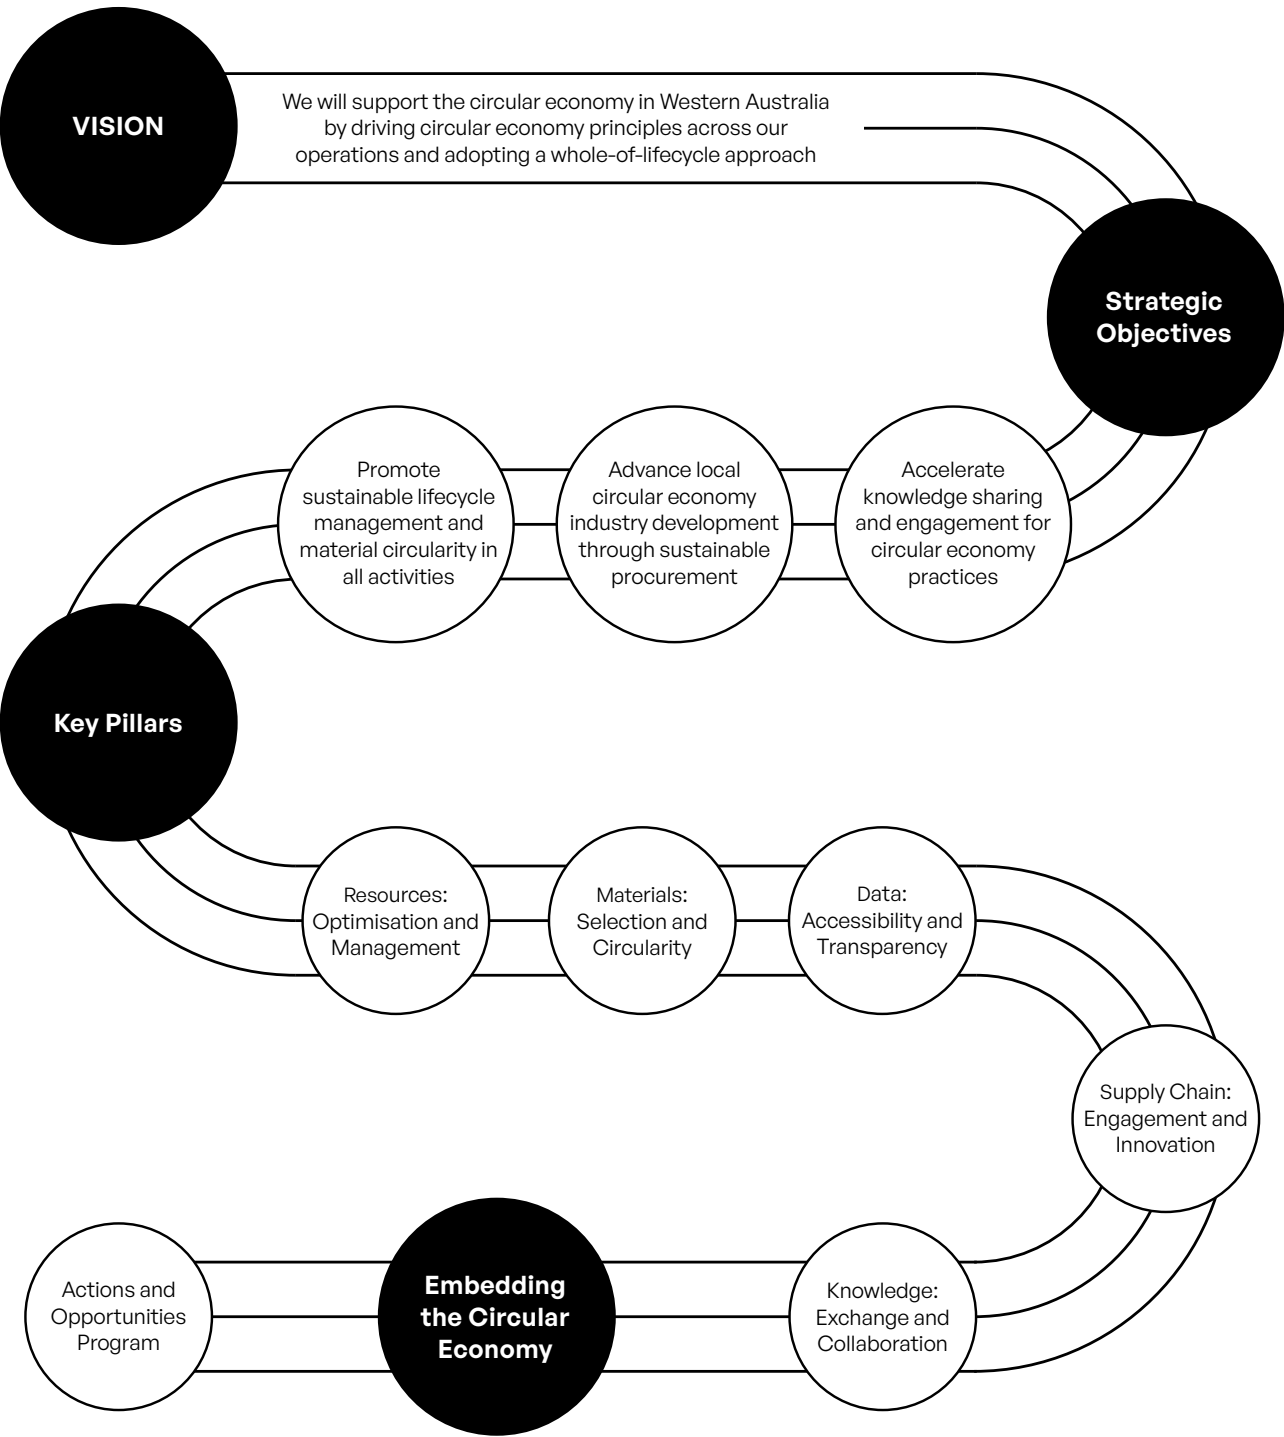 VISION
We will support the circular economy in Western Australia
by driving circular economy principles across our
operations and adopting a whole-of-lifecycle approach
Strategic
Objectives
Accelerate
knowledge sharing
and engagement for
circular economy
practices
Advance local
circular economy
industry development
through sustainable
procurement
Promote
sustainable lifecycle
management and
material circularity in
all activities
Key Pillars
Resources:
Optimisation and
Management
Materials:
Selection and
Circularity
Data:
Accessibility and
Transparency
Supply Chain:
Engagement and
Innovation
Knowledge:
Exchange and
Collaboration
Embedding
the Circular
Economy
Actions and
Opportunities
Program